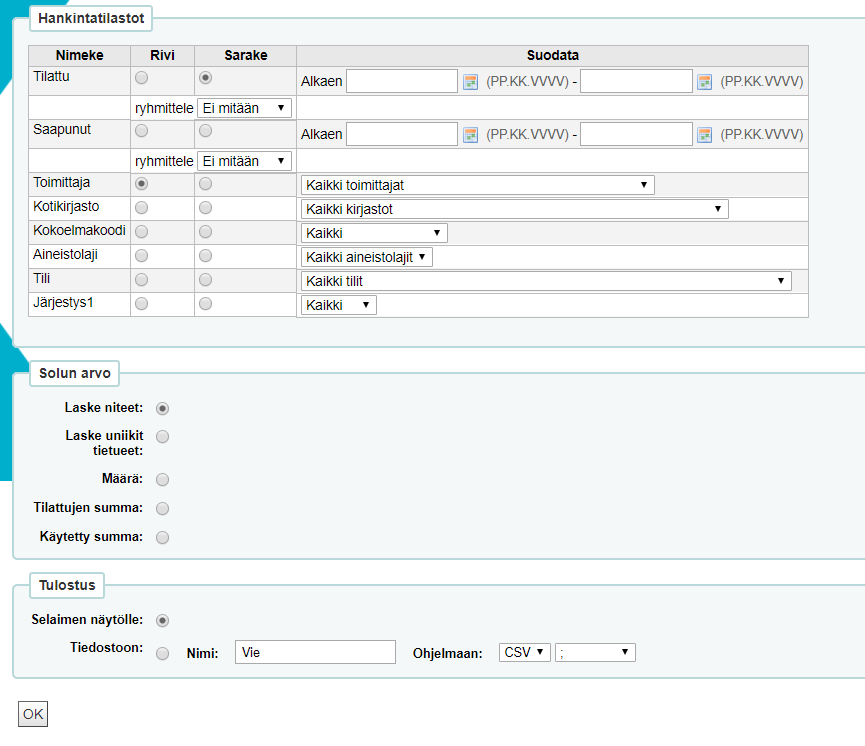 Hankintatilastot
Nimeke Rivi Sarake Suodata
Tilattu Alkaen (PP.KK.VVVV) - (PP.KK.VVVV)
ryhmittele Ei mitään
Saapunut Alkaen (PP.KK.VVVV) - (PP.KK.VVVV)
ryhmittele Ei mitään
Toimittaja Kaikki toimittajat
Kotikirjasto Kaikki kirjastot
Kokoelmakoodi Kaikki
Aineistolaji Kaikki aineistolajit
Tili Kaikki tilit
Järjestys1 Kaikki
Solun arvo
Laske niteet:
Laske uniikit
tietueet:
Määrä:
Tilattujen summa:
Käytetty summa:
Tulostus
Selaimen näytölle:
Tiedostoon: Nimi: Vie Ohjelmaan: CSV ;
OK